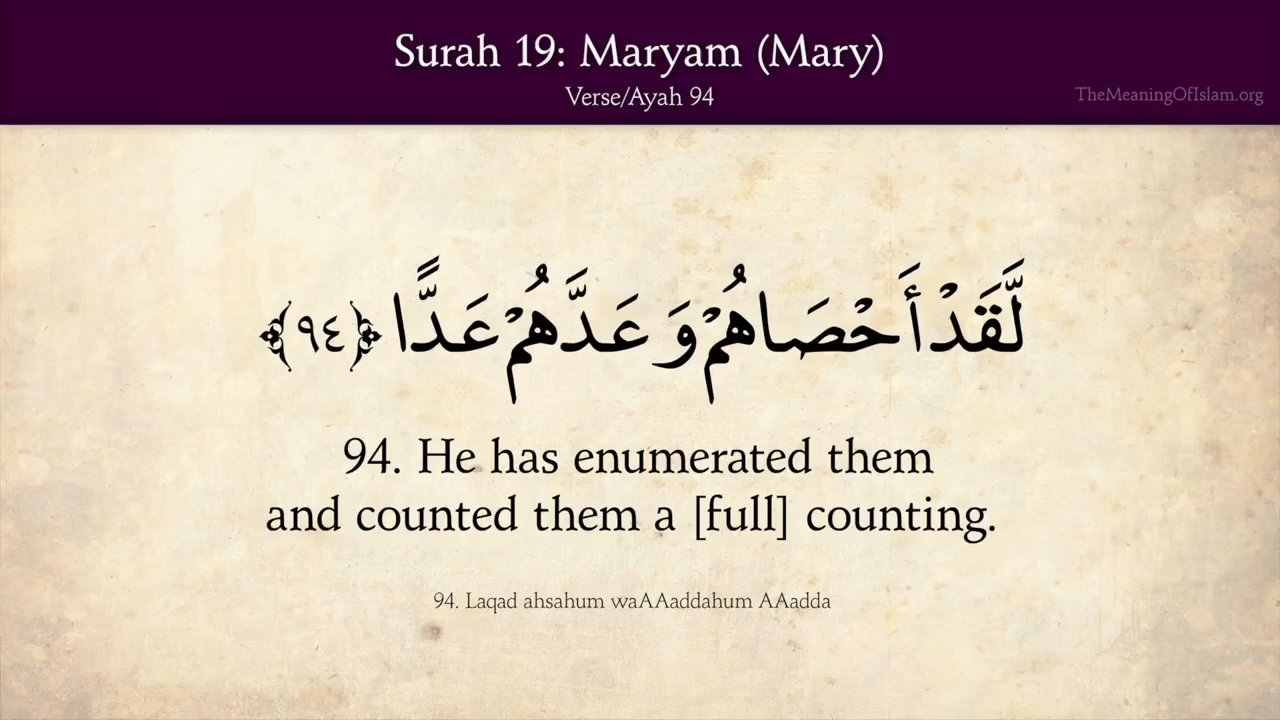 Surah 19: Maryam (Mary)
Verse/Ayah 94
TheMeaningOfIslam.org
لَّقَدْ أَحْصَاهُمْ وَعَدَّهُمْ عَدًّا ﴿٩٤﴾
94. He has enumerated them
and counted them a [full] counting.
94. Laqad ahsahum waAAaddahum AAadda